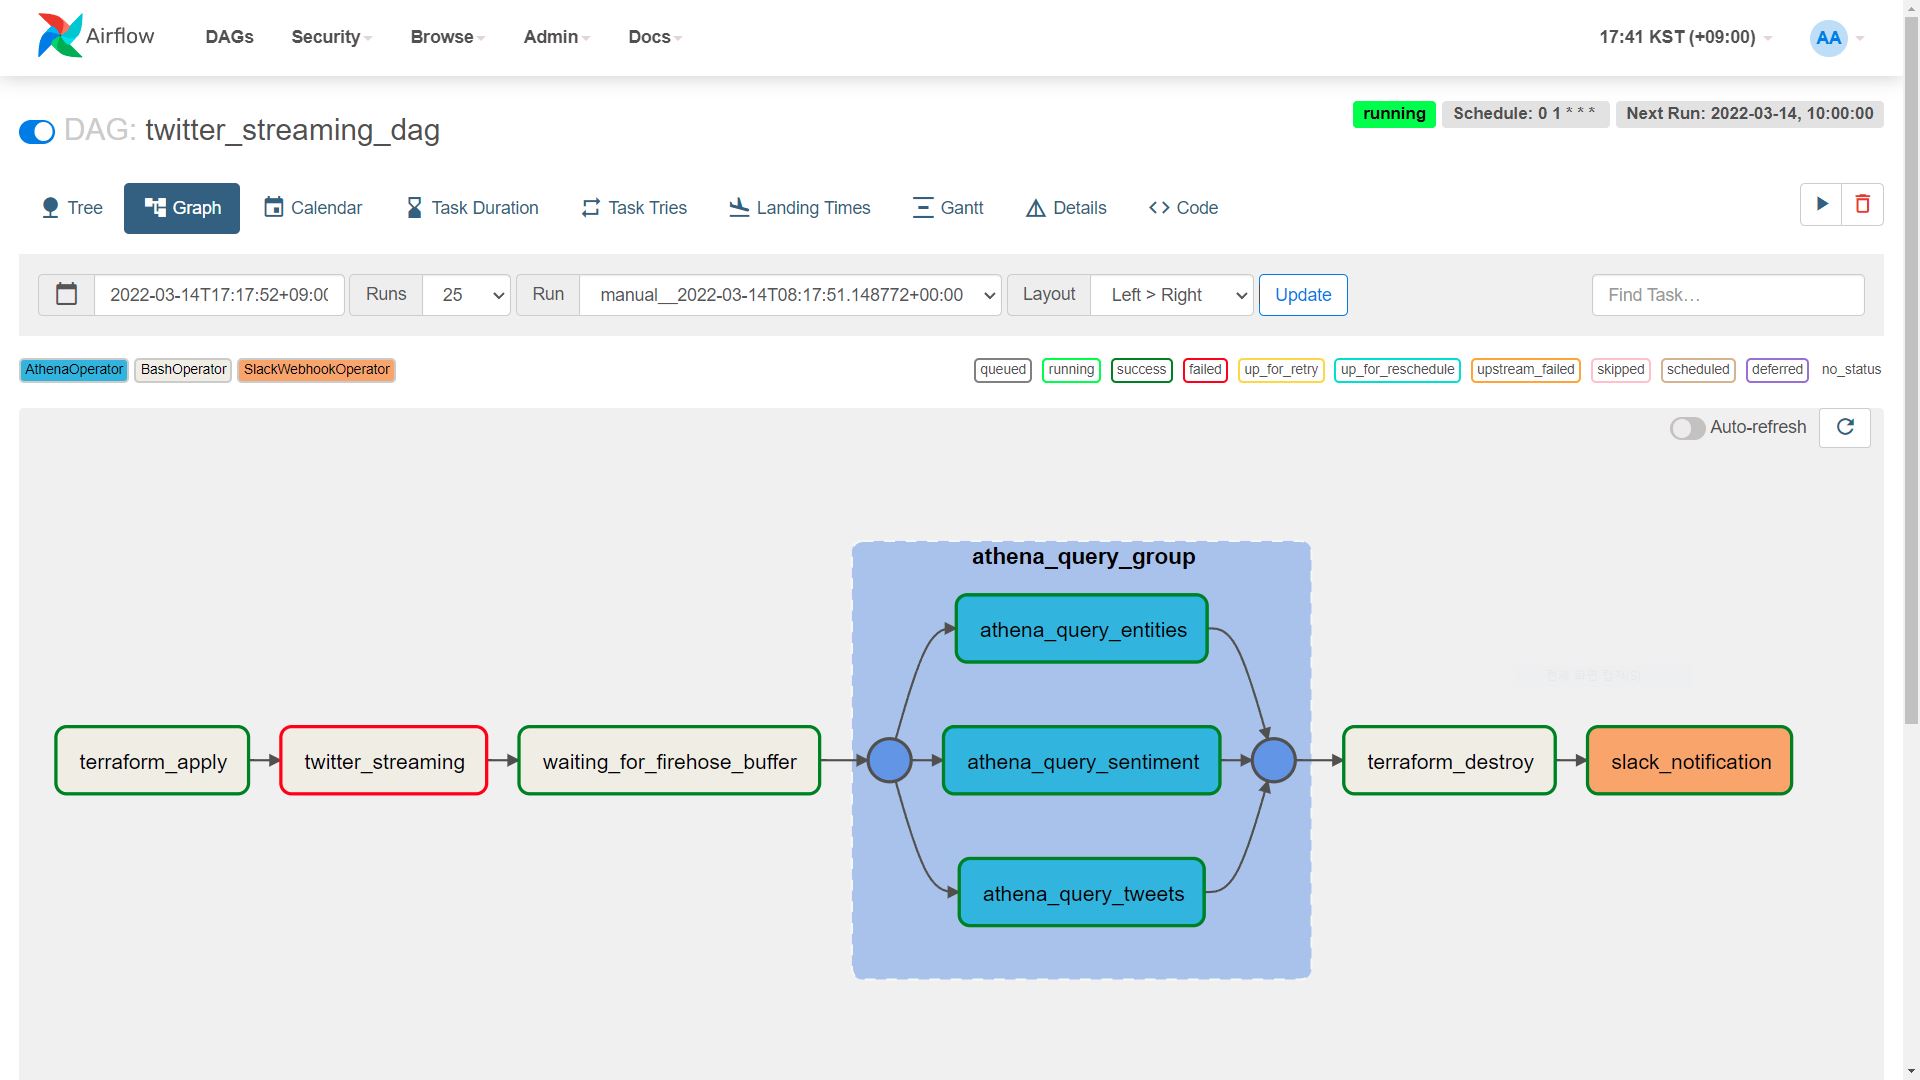 Airflow DAGs Security Browse Admin Docs 17:41 KST (+09:00) AA
DAG: twitter_streaming_dag
running Schedule: 0 1 * * * Next Run: 2022-03-14, 10:00:00
Tree Graph Calendar Task Duration Task Tries Landing Times Gantt Details Code
2022-03-14T17:17:52+09:00 Runs 25 Run manual__2022-03-14T08:17:51.148772+00:00 Layout Left > Right Update Find Task…
AthenaOperator BashOperator SlackWebhookOperator queued running success failed up_for_retry up_for_reschedule upstream_failed skipped scheduled deferred no_status
Auto-refresh
athena_query_group
athena_query_entities
terraform_apply twitter_streaming waiting_for_firehose_buffer athena_query_sentiment terraform_destroy slack_notification
athena_query_tweets